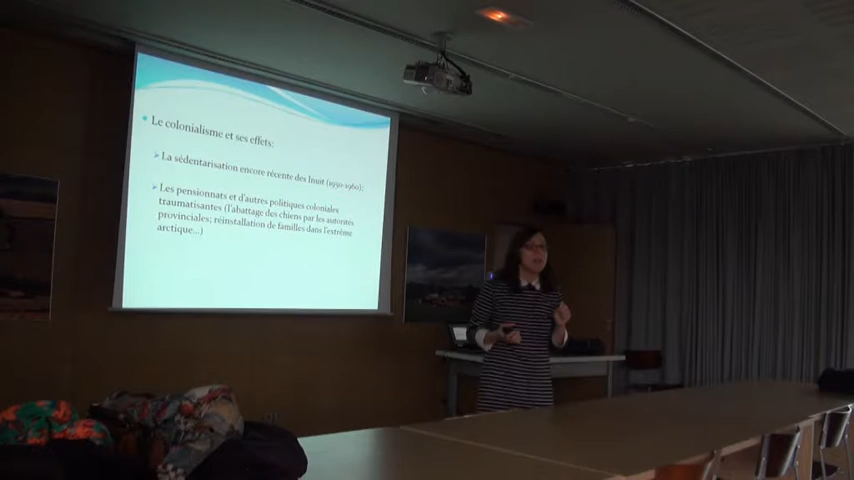 Le colonialisme et ses effets:
La sédentarisation encore récente des Inuit (1950-1960);
Les pensionnats et d'autres politiques coloniales
traumatisantes (l'abattage des chiens par les autorités
provinciales; réinstallation de familles dans l'extrême
arctique...)